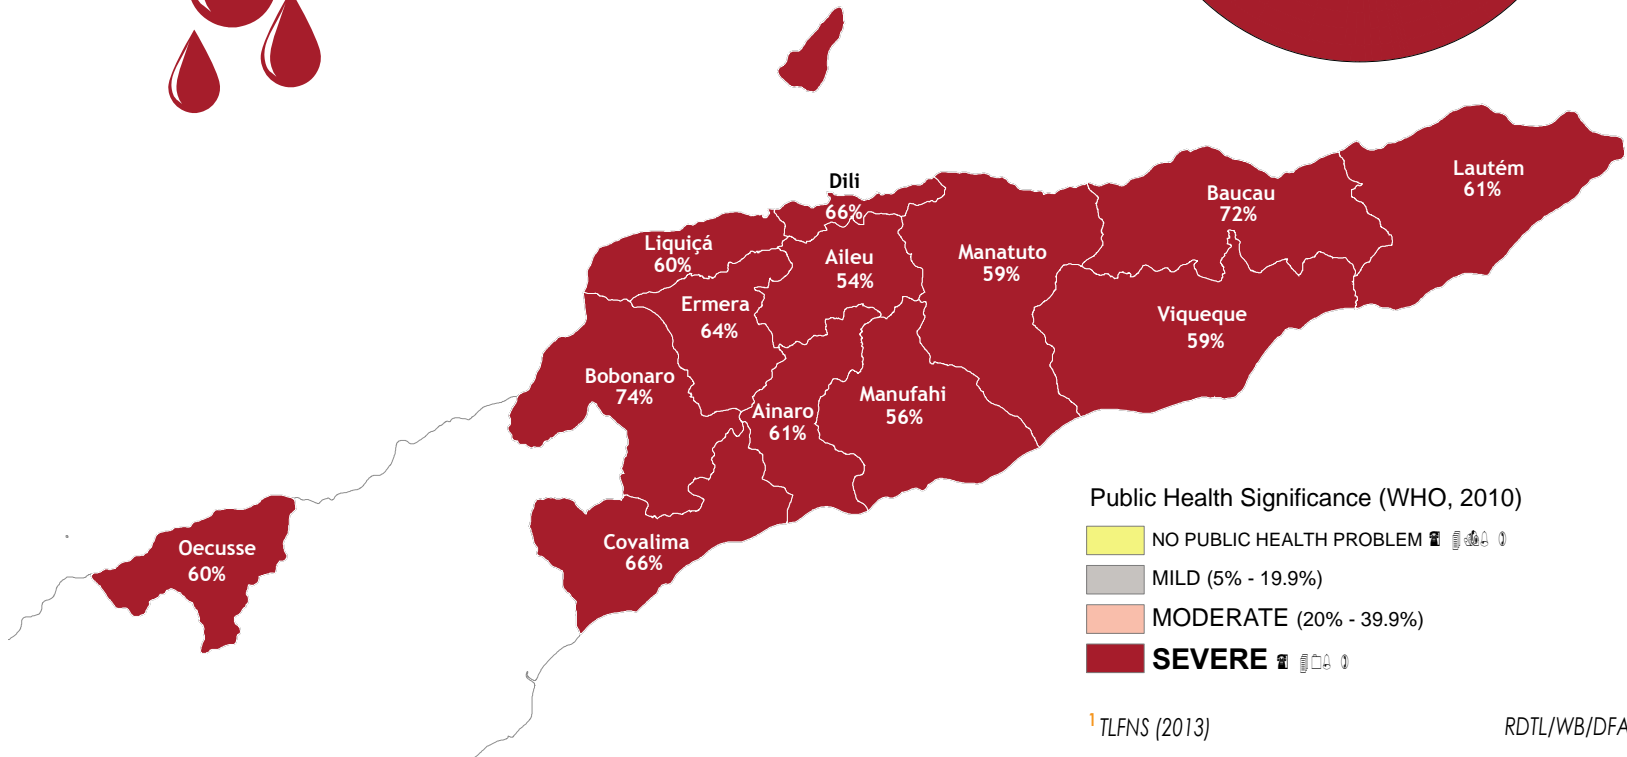 Dili
66%
Lautém
61%
Baucau
72%
Liquiçá
60%
Aileu
54%
Manatuto
59%
Ermera
64%
Viqueque
59%
Bobonaro
74%
Ainaro
61%
Manufahi
56%
Covalima
66%
Oecusse
60%
Public Health Significance (WHO, 2010)
NO PUBLIC HEALTH PROBLEM
MILD (5% - 19.9%)
MODERATE (20% - 39.9%)
SEVERE
1 TLFNS (2013)
RDTL/WB/DFA